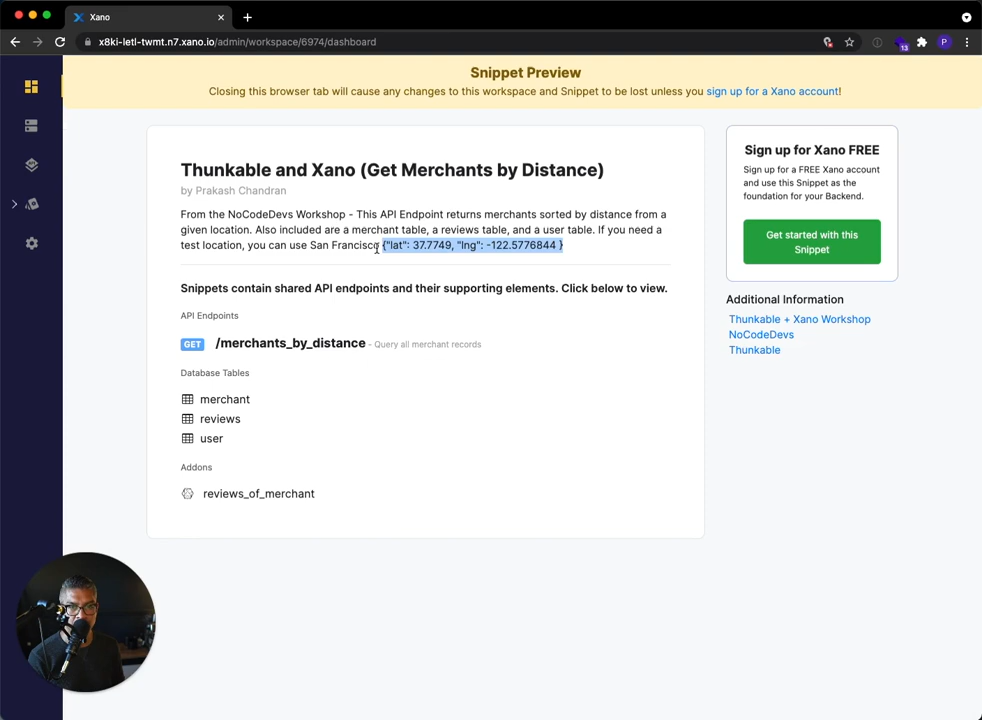 Xano
x8ki-letl-twmt.n7.xano.io/admin/workspace/6974/dashboard
13
P
Snippet Preview
Closing this browser tab will cause any changes to this workspace and Snippet to be lost unless you sign up for a Xano account!
Thunkable and Xano (Get Merchants by Distance)
by Prakash Chandran
From the NoCodeDevs Workshop - This API Endpoint returns merchants sorted by distance from a
given location. Also included are a merchant table, a reviews table, and a user table. If you need a
test location, you can use San Francisco {"lat": 37.7749, "lng": -122.5776844 }
Snippets contain shared API endpoints and their supporting elements. Click below to view.
API Endpoints
GET /merchants_by_distance - Query all merchant records
Database Tables
merchant
reviews
user
Addons
reviews_of_merchant
Sign up for Xano FREE
Sign up for a FREE Xano account
and use this Snippet as the
foundation for your Backend.
Get started with this
Snippet
Additional Information
Thunkable + Xano Workshop
NoCodeDevs
Thunkable